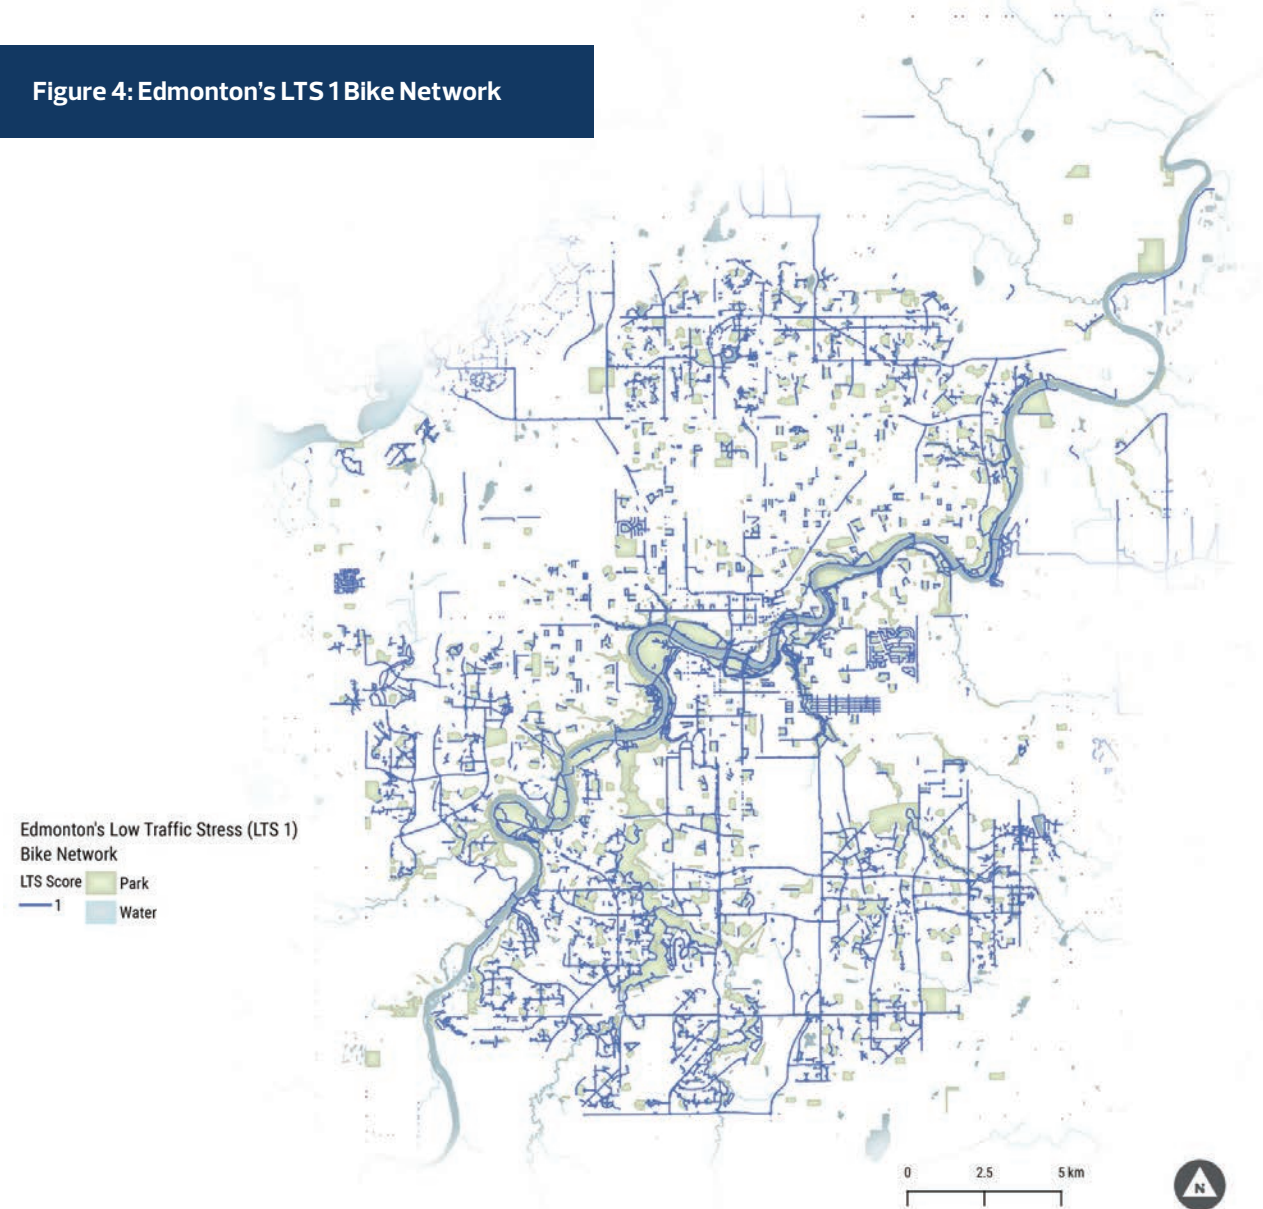 Figure 4: Edmonton's LTS 1 Bike Network
Edmonton's Low Traffic Stress (LTS 1)
Bike Network
LTS Score
Park
1
Water
0 2.5 5 km
N